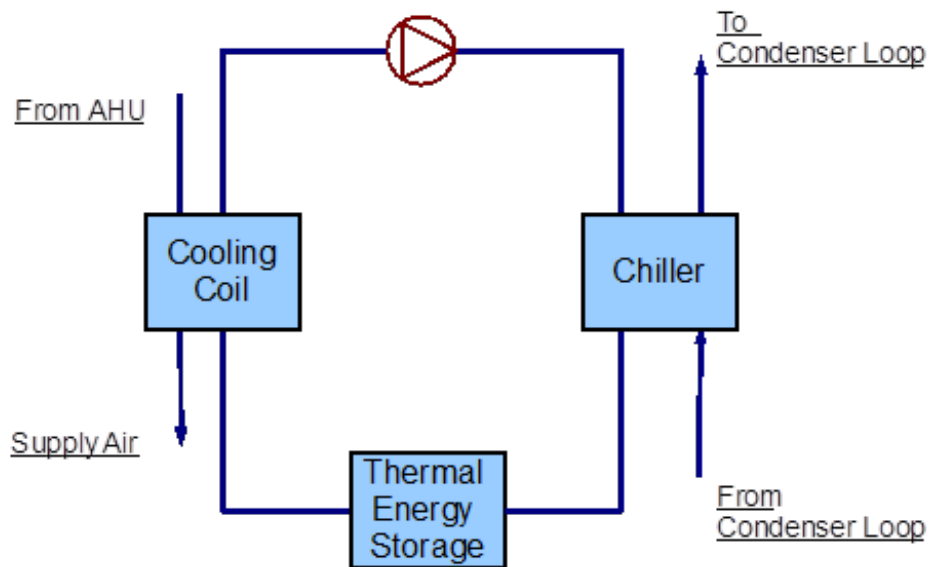 To
Condenser Loop
From AHU
Cooling
Coil
Chiller
Supply Air
Thermal
Energy
Storage
From
Condenser Loop